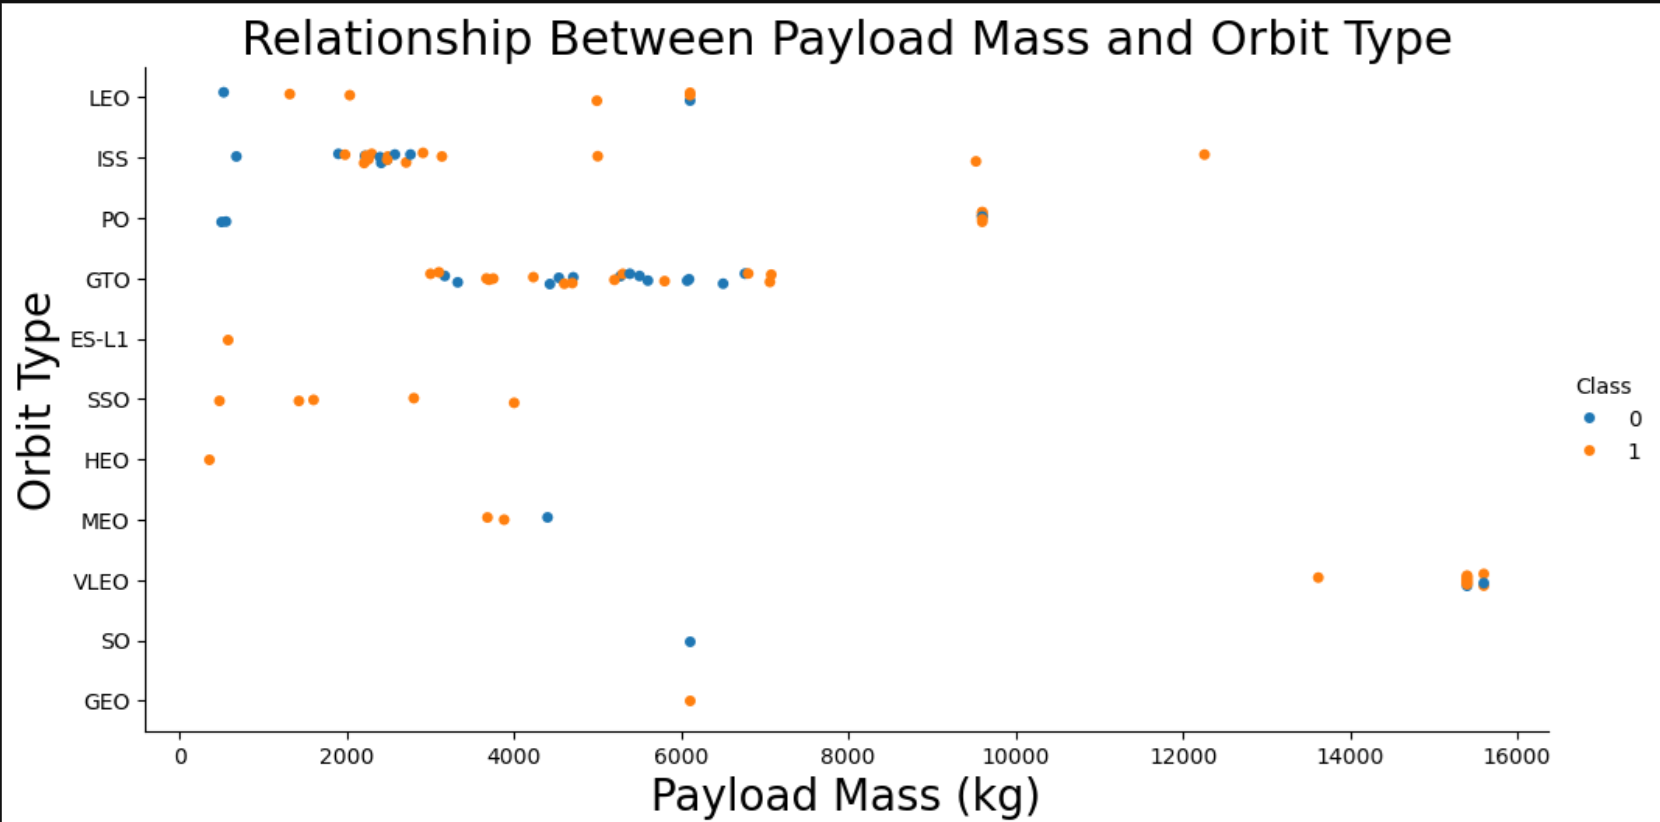 Relationship Between Payload Mass and Orbit Type
Orbit Type
LEO
ISS
PO
GTO
ES-L1
SSO
HEO
MEO
VLEO
SO
GEO
0 2000 4000 6000 8000 10000 12000 14000 16000
Payload Mass (kg)
Class
0
1